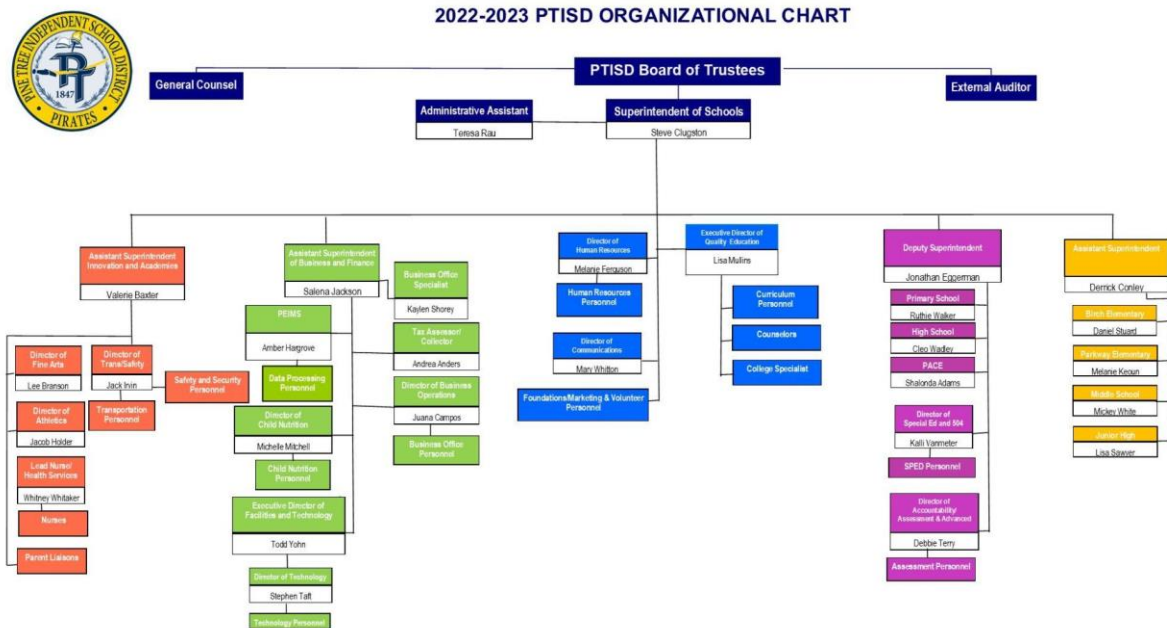 2022-2023 PTISD ORGANIZATIONAL CHART
PINE TREE INDEPENDENT SCHOOL DISTRICT
PT
1847
PIRATES
PTISD Board of Trustees
General Counsel
External Auditor
Administrative Assistant
Teresa Rau
Superintendent of Schools
Steve Clugston
Assistant Superintendent
Innovation and Academies
Valerie Baxter
Director of
Fine Arts
Lee Branson
Director of
Trans/Safety
Jack Irvin
Safety and Security
Personnel
Transportation
Personnel
Director of
Athletics
Jacob Holder
Lead Nurse/
Health Services
Whitney Whitaker
Nurses
Parent Liaisons
Assistant Superintendent
of Business and Finance
Salena Jackson
Business Office
Specialist
Kaylen Shorey
PEIMS
Amber Hargrove
Data Processing
Personnel
Tax Assessor/
Collector
Andrea Anders
Director of Business
Operations
Juana Campos
Business Office
Personnel
Director of
Child Nutrition
Michelle Mitchell
Child Nutrition
Personnel
Executive Director of
Facilities and Technology
Todd Yohn
Director of Technology
Stephen Taft
Technology Personnel
Director of
Human Resources
Melanie Ferguson
Human Resources
Personnel
Director of
Communications
Mary Whitton
Foundations/Marketing & Volunteer
Personnel
Executive Director of
Quality Education
Lisa Mullins
Curriculum
Personnel
Counselors
College Specialist
Deputy Superintendent
Jonathan Eggerman
Primary School
Ruthie Walker
High School
Cleo Wadley
PACE
Shalonda Adams
Director of
Special Ed and 504
Kalli Vanmeter
SPED Personnel
Director of
Accountability/
Assessment & Advanced
Debbie Terry
Assessment Personnel
Assistant Superintendent
Derrick Conley
Birch Elementary
Daniel Stuard
Parkway Elementary
Melanie Keoun
Middle School
Mickey White
Junior High
Lisa Sawyer